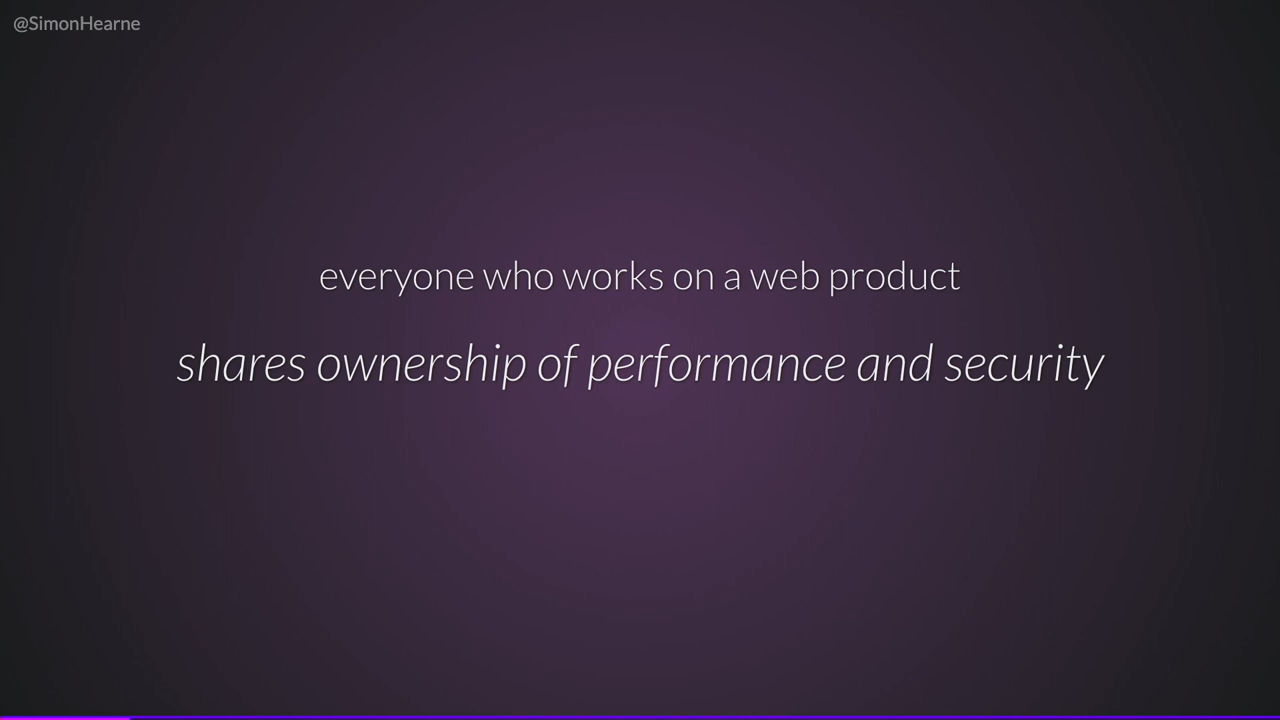 @SimonHearne
everyone who works on a web product
shares ownership of performance and security